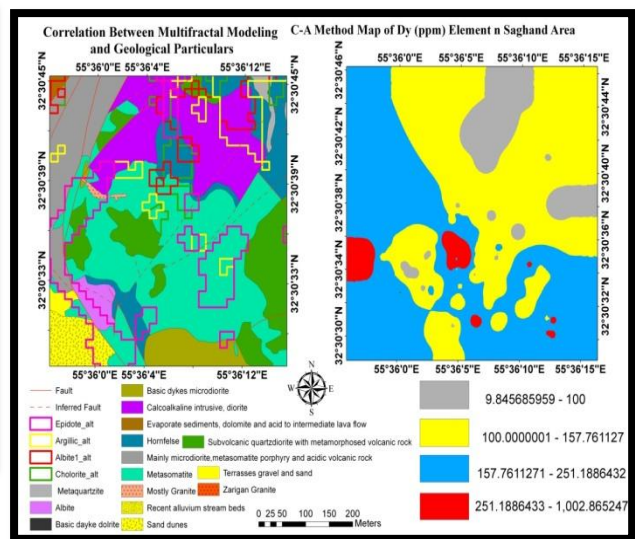 Correlation Between Multifractal Modeling
and Geological Particulars
C-A Method Map of Dy (ppm) Element n Saghand Area
55°36'0"E 55°36'4"E 55°36'12"E
32°30'45"N
32°30'39"N
32°30'33"N
32°30'45"N
32°30'39"N
32°30'33"N
55°36'0"E 55°36'4"E 55°36'12"E
55°36'0"E 55°36'5"E 55°36'15"E
32°30'46"N
32°30'42"N
32°30'38"N
32°30'34"N
32°30'30"N
32°30'44"N
32°30'40"N
32°30'36"N
32°30'32"N
55°36'0"E 55°36'5"E 55°36'15"E
N
W E
S
Fault
Inferred Fault
Epidote_alt
Argillic_alt
Albite1_alt
Cholorite_alt
Metaquartzite
Albite
Basic dayke dolrite
Basic dykes microdiorite
Calcoalkaline intrusive, diorite
Evaporate sediments, dolomite and acid to intermediate lava flow
Hornfelse
Subvolcanic quartzdiorite with metamorphosed volcanic rock
Mainly microdiorite,metasomatite porphyry and acidic volcanic rock
Metasomatite
Terrasses gravel and sand
Mostly Granite
Zarigan Granite
Recent alluvium stream beds
Sand dunes
0 25 50 100 150 200
Meters
9.845685959 - 100
100.0000001 - 157.761127
157.7611271 - 251.1886432
251.1886433 - 1,002.865247